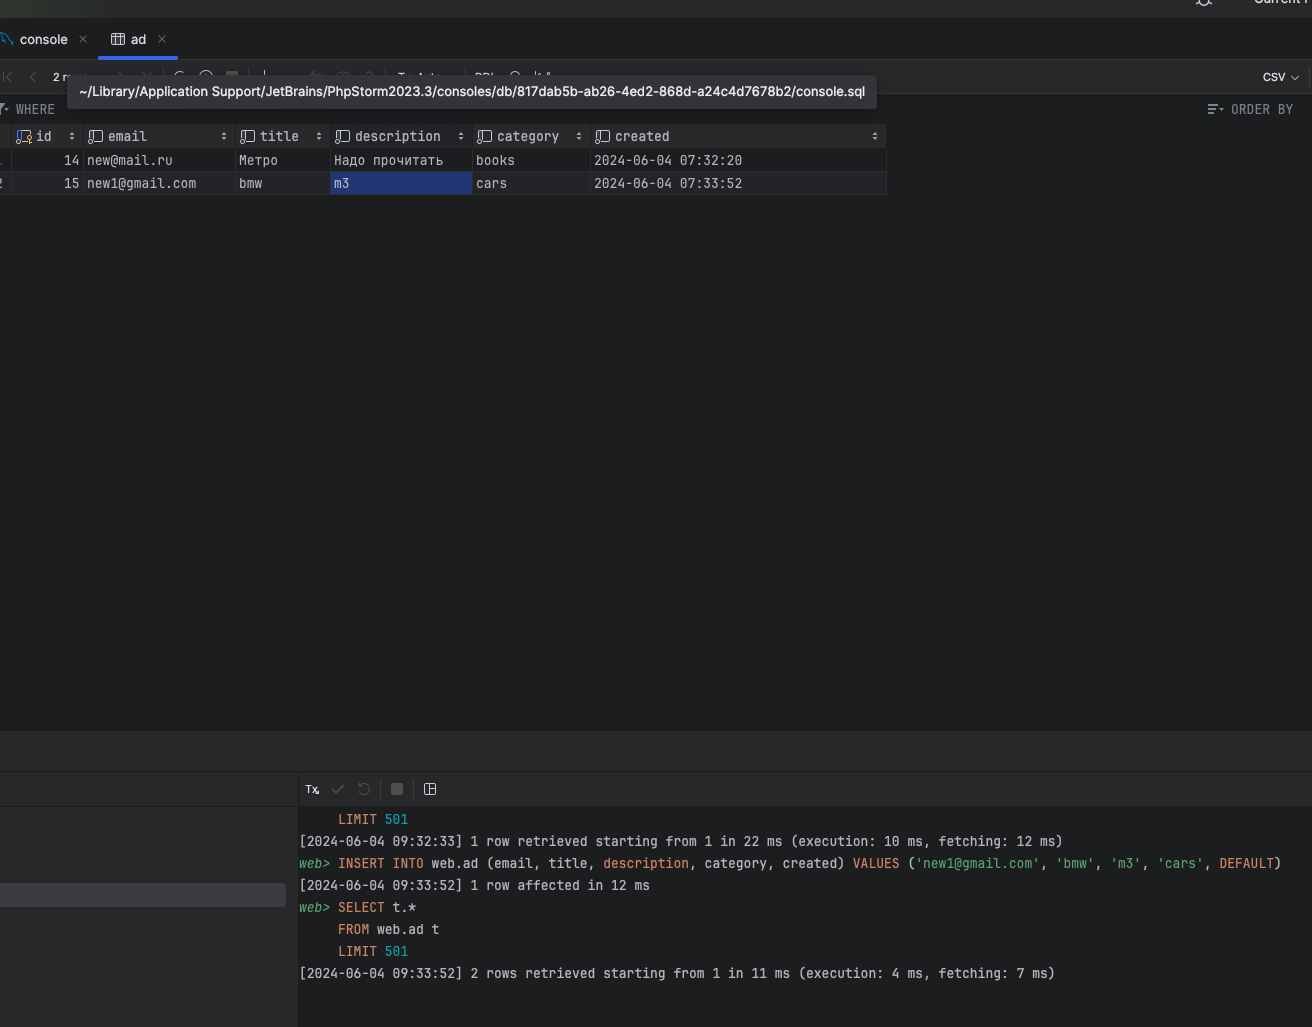 console
ad
~/Library/Application Support/JetBrains/PhpStorm2023.3/consoles/db/817dab5b-ab26-4ed2-868d-a24c4d7678b2/console.sql
CSV
WHERE
ORDER BY
id email title description category created
14 new@mail.ru Метро Надо прочитать books 2024-06-04 07:32:20
2 15 new1@gmail.com bmw m3 cars 2024-06-04 07:33:52
Tx
LIMIT 501
[2024-06-04 09:32:33] 1 row retrieved starting from 1 in 22 ms (execution: 10 ms, fetching: 12 ms)
web> INSERT INTO web.ad (email, title, description, category, created) VALUES ('new1@gmail.com', 'bmw', 'm3', 'cars', DEFAULT)
[2024-06-04 09:33:52] 1 row affected in 12 ms
web> SELECT t.*
FROM web.ad t
LIMIT 501
[2024-06-04 09:33:52] 2 rows retrieved starting from 1 in 11 ms (execution: 4 ms, fetching: 7 ms)